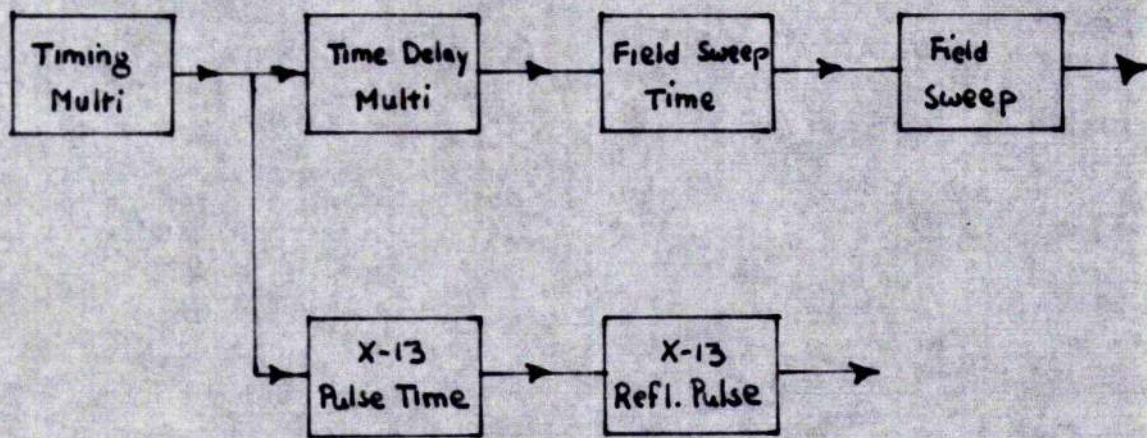 Timing
Multi
Time Delay
Multi
Field Sweep
Time
Field
Sweep
X-13
Pulse Time
X-13
Refl. Pulse